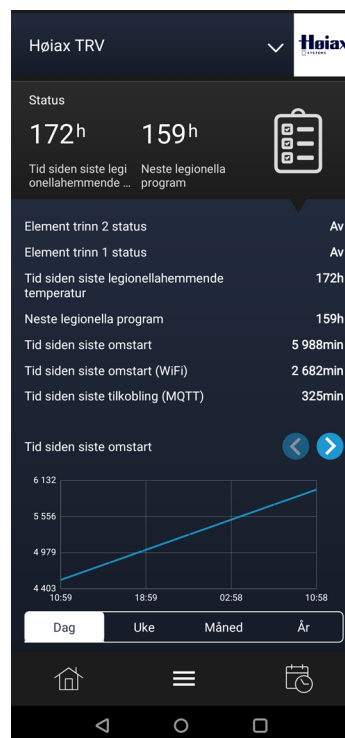 Høiax TRV
Høiax
SYSTEMS
Status
172h
159h
Tid siden siste legi
onellahemmende ...
Neste legionella
program
Element trinn 2 status Av
Element trinn 1 status Av
Tid siden siste legionellahemmende
temperatur 172h
Neste legionella program 159h
Tid siden siste omstart 5 988min
Tid siden siste omstart (WiFi) 2 682min
Tid siden siste tilkobling (MQTT) 325min
Tid siden siste omstart
6 132
5 556
4 979
4 403
10:59 18:59 02:58 10:58
Dag Uke Måned År